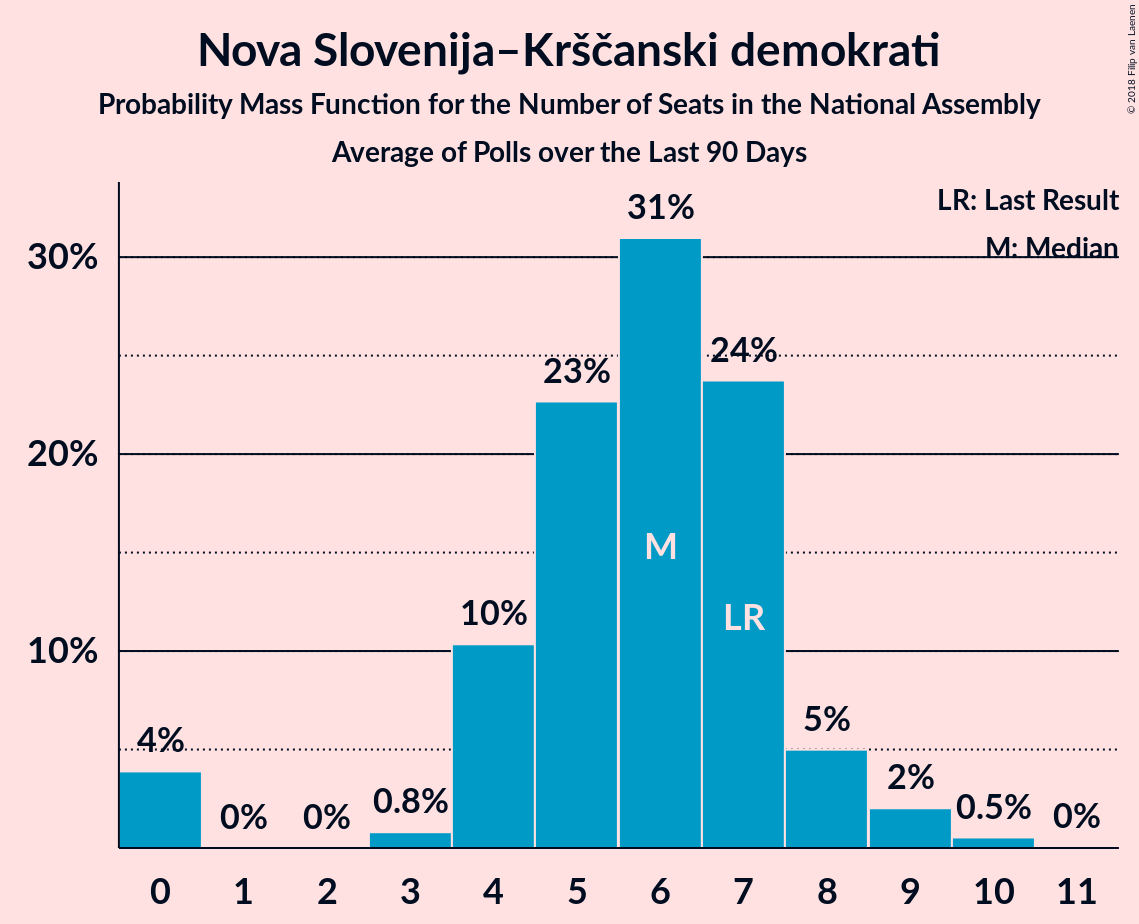 Nova Slovenija–Krščanski demokrati
Probability Mass Function for the Number of Seats in the National Assembly
Average of Polls over the Last 90 Days
© 2018 Filip van Laenen
LR: Last Result
M: Median
30%
20%
10%
4%
0%
0%
0.8%
10%
23%
31%
24%
5%
2%
0.5%
0%
M
LR
0 1 2 3 4 5 6 7 8 9 10 11